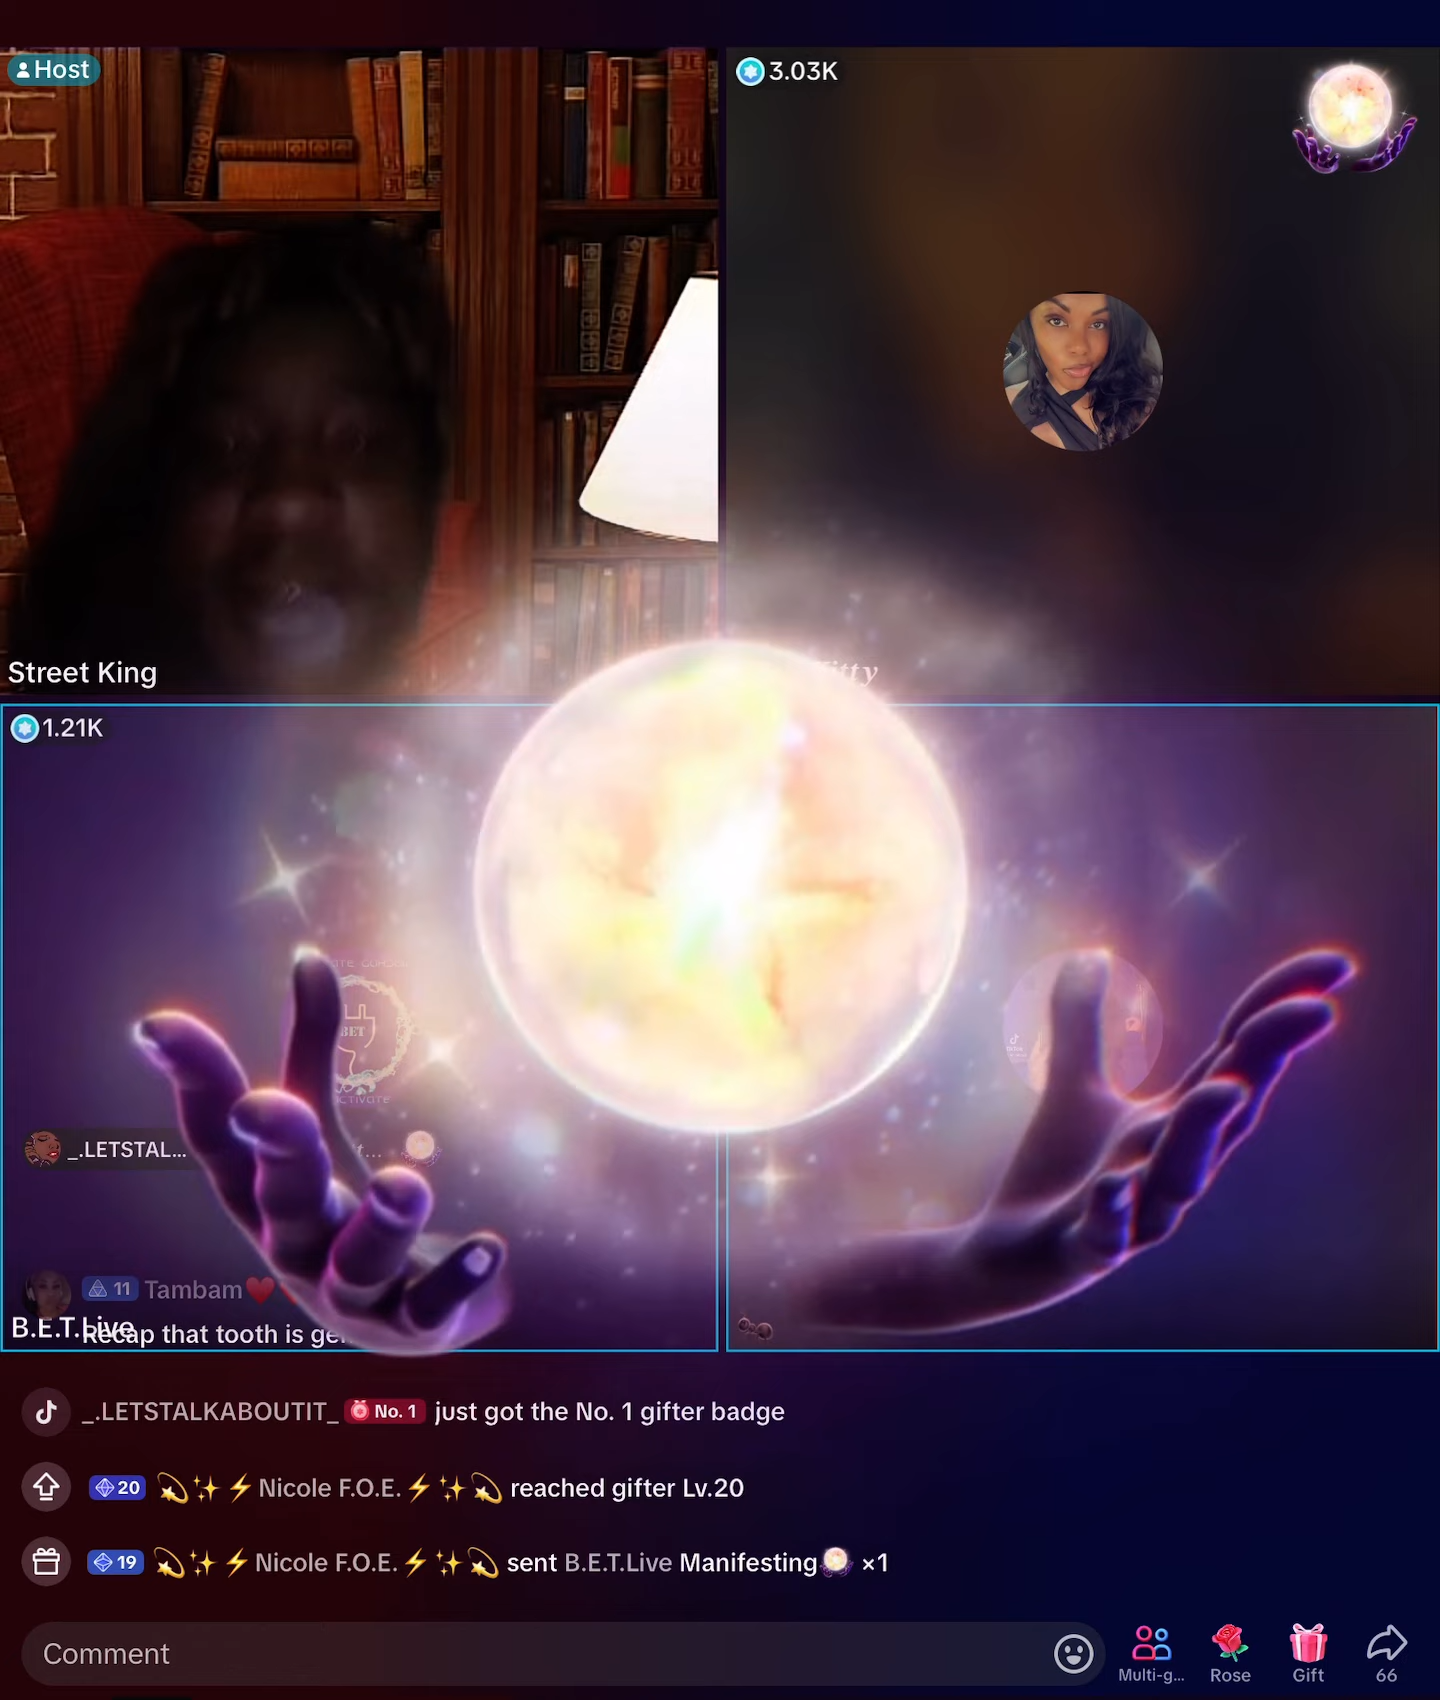 Host
3.03K
Street King
itty
1.21K
BET
_.LETSTAL...
11 Tambam
B.E.T.Live
Recap that tooth is ge
_.LETSTALKABOUTIT_ No. 1 just got the No. 1 gifter badge
20 💫✨⚡Nicole F.O.E.⚡✨💫 reached gifter Lv.20
19 💫✨⚡Nicole F.O.E.⚡✨💫 sent B.E.T.Live Manifesting ×1
Comment
Multi-g...
Rose
Gift
66